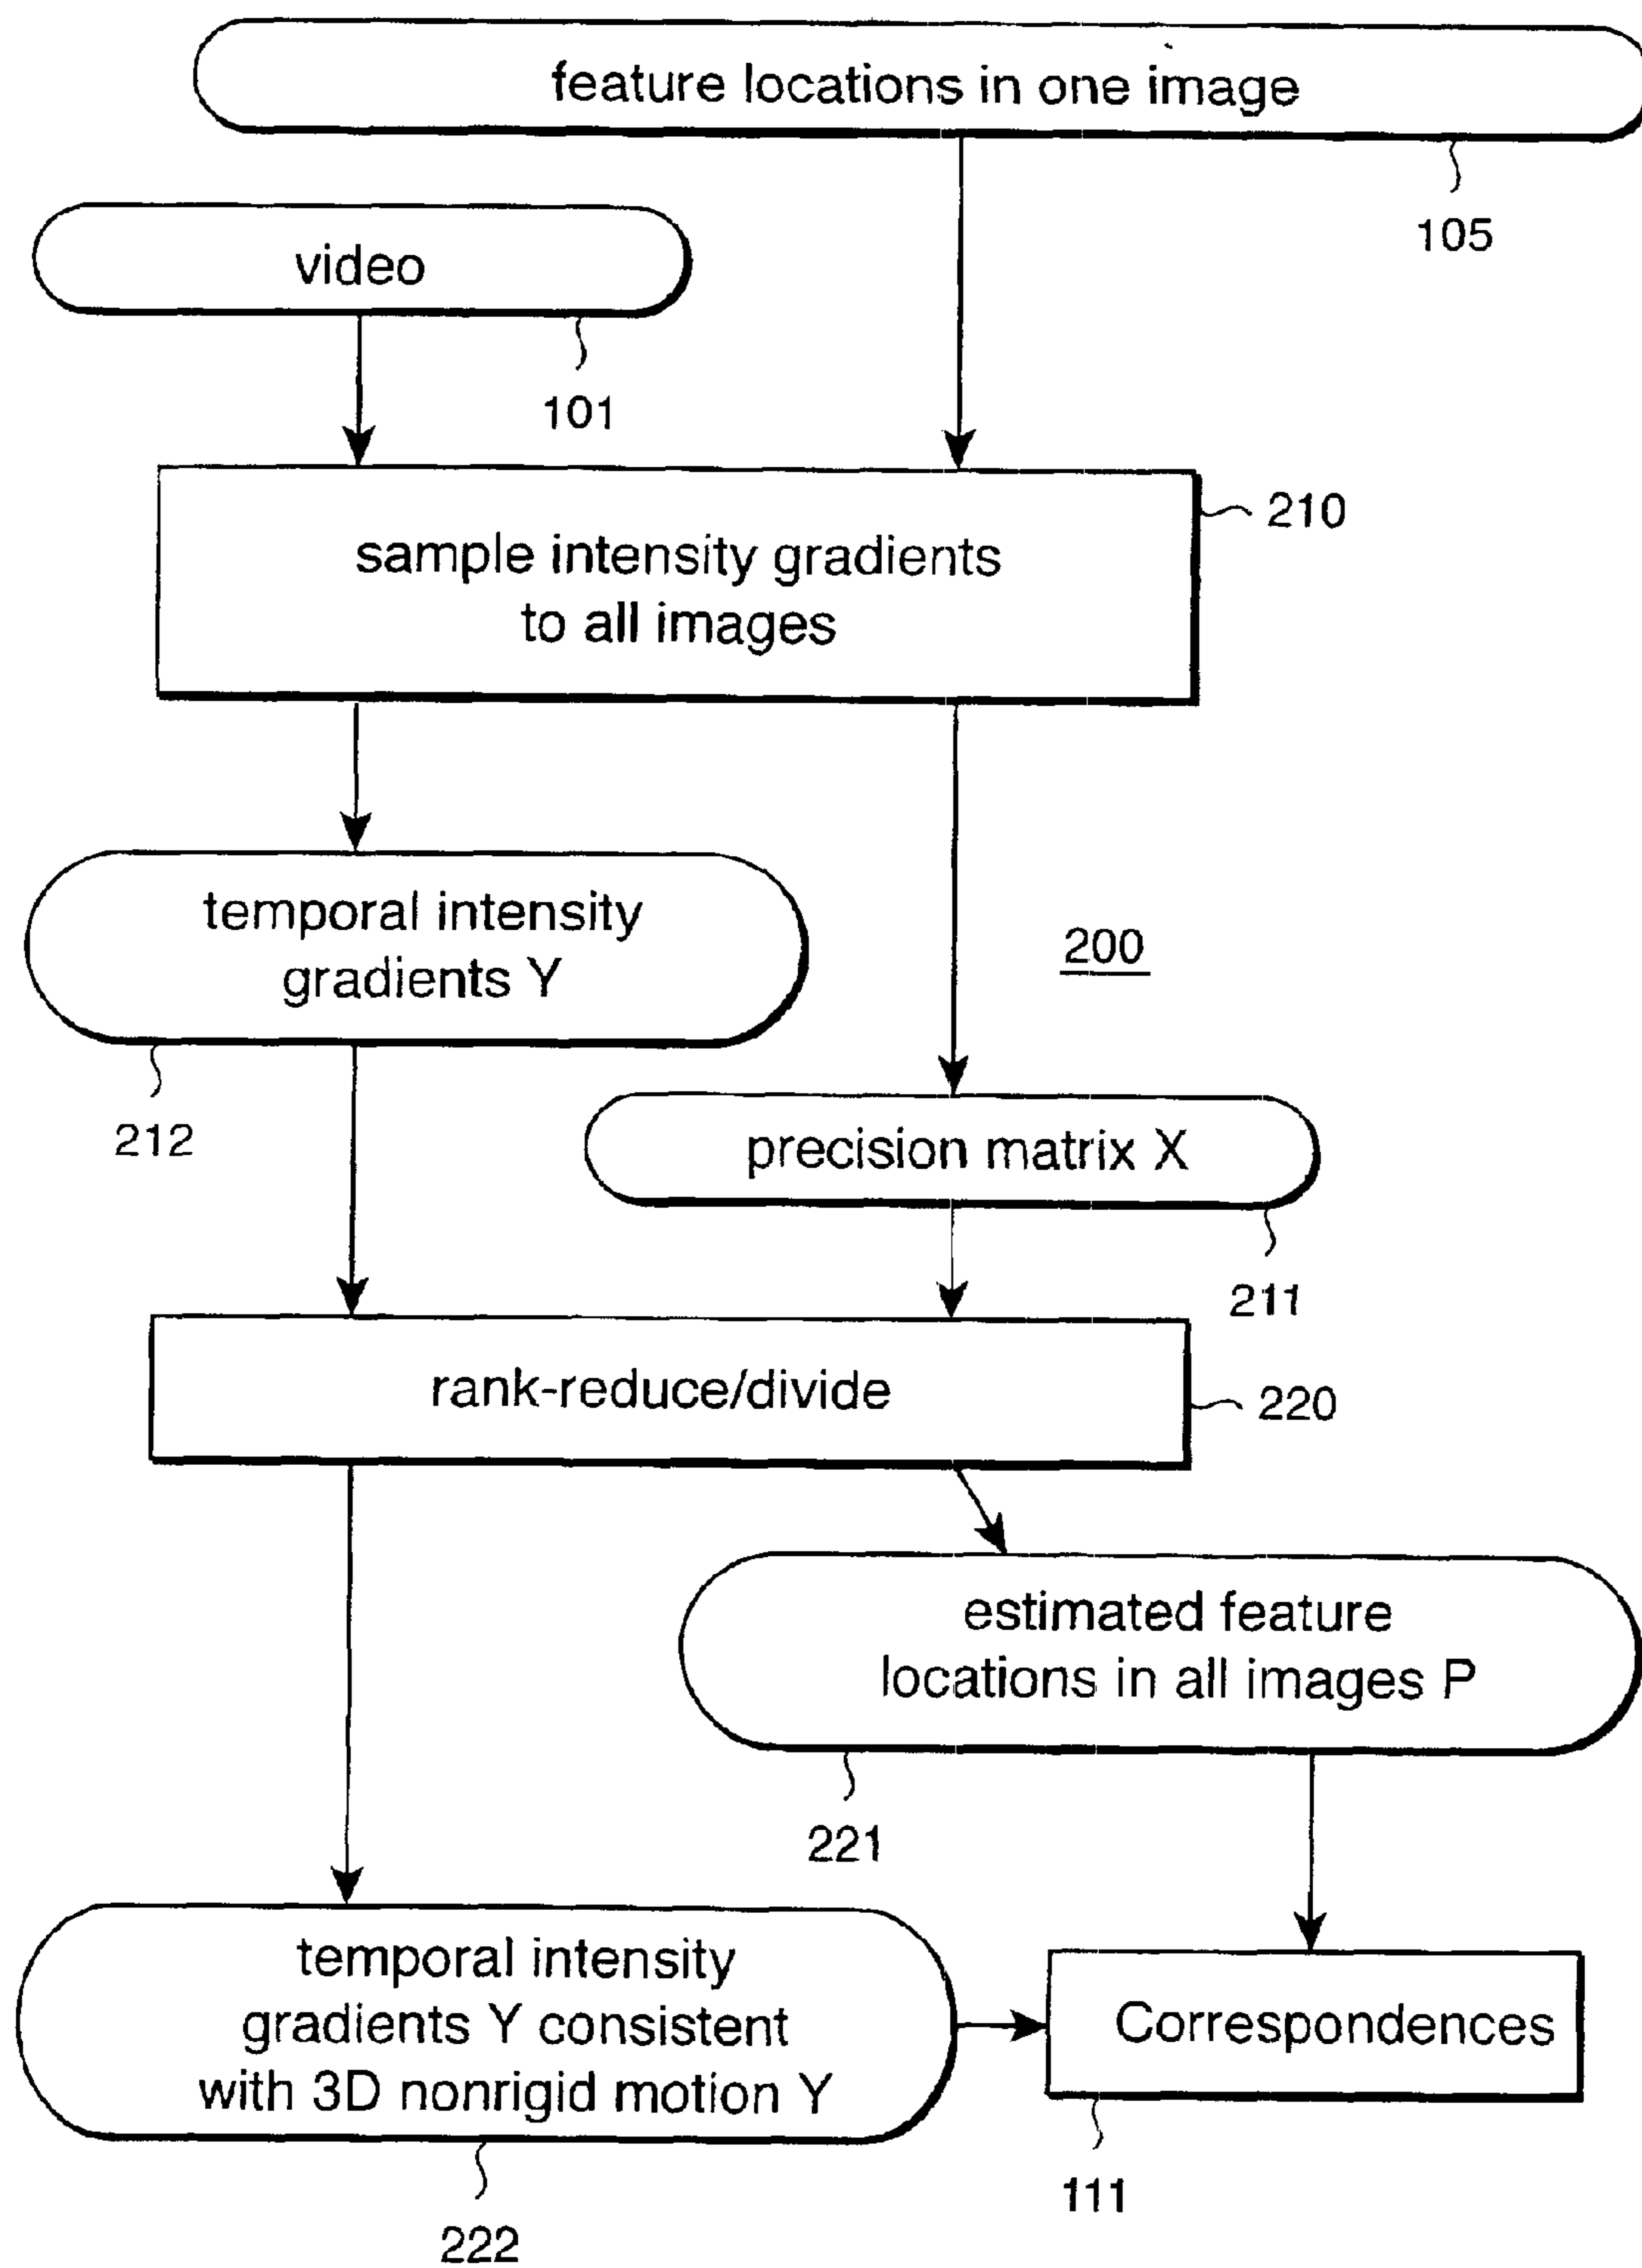 feature locations in one image
105
video
101
210
sample intensity gradients
to all images
temporal intensity
gradients Y
200
212
precision matrix X
211
rank-reduce/divide
220
estimated feature
locations in all images P
221
temporal intensity
gradients Y consistent
with 3D nonrigid motion Y
Correspondences
111
222